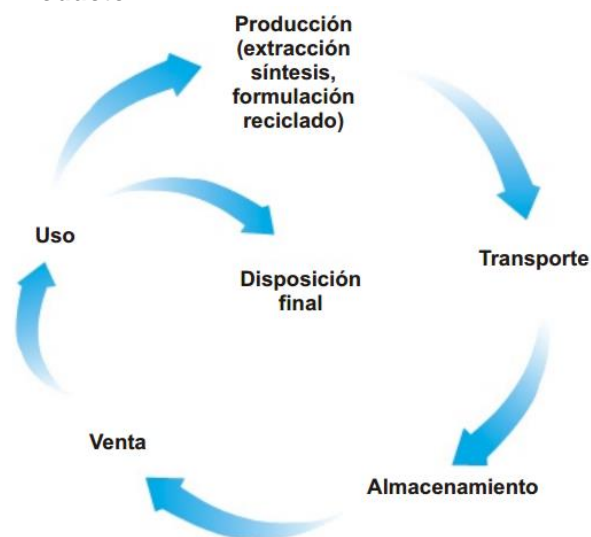 Producción
(extracción
síntesis,
formulación
reciclado)
Transporte
Almacenamiento
Venta
Uso
Disposición
final